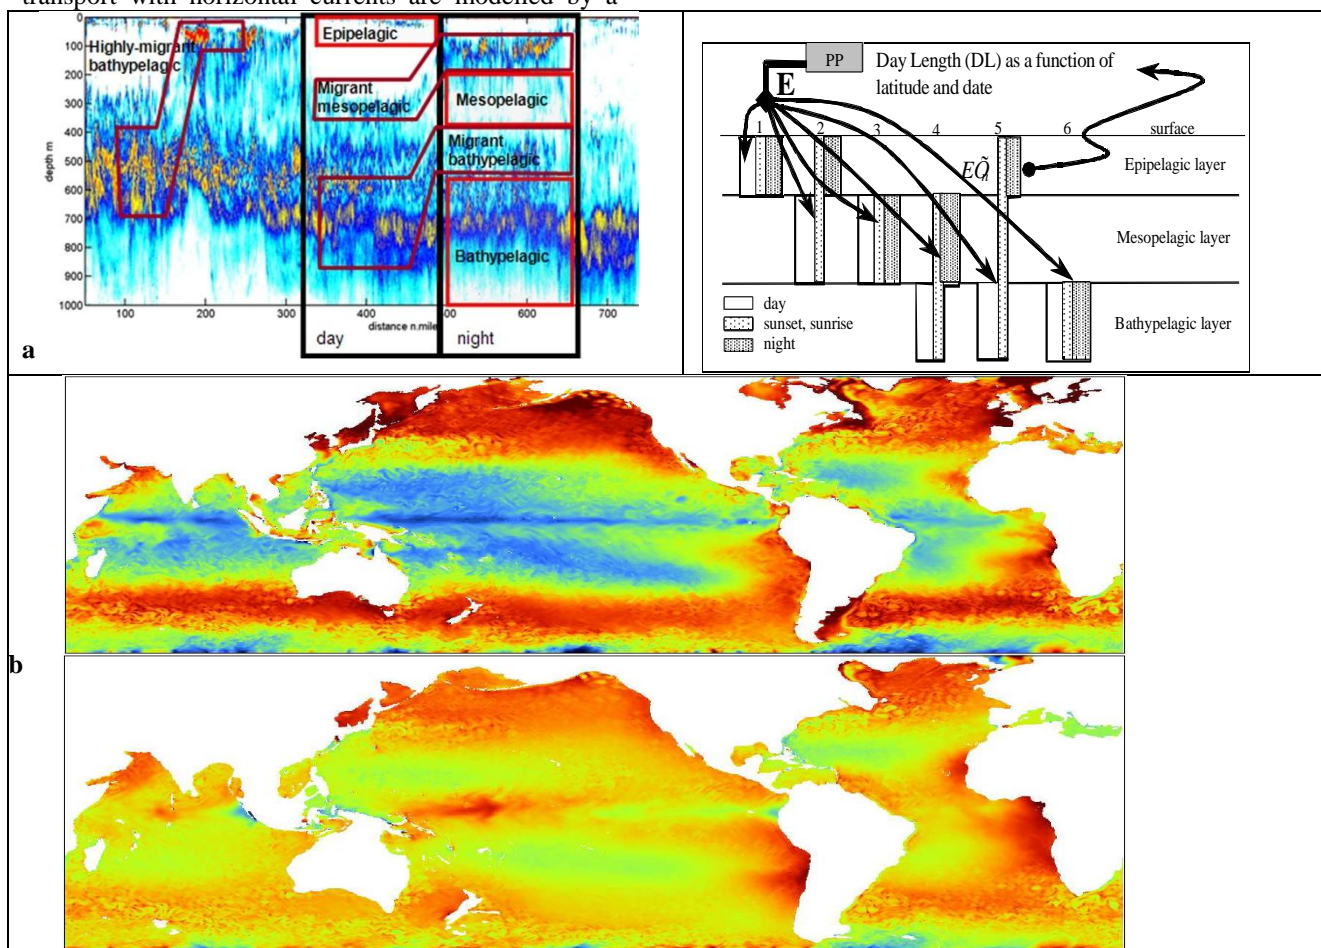 transport with horizontal currents are modelled by a
0
100
200
300
400
500
600
700
800
900
1000
depth m
Highly-migrant
bathypelagic
Epipelagic
Migrant
mesopelagic
Mesopelagic
Migrant
bathypelagic
Bathypelagic
100 200 300 400 500 600 700
distance n.mile
day
night
a
PP
Day Length (DL) as a function of
latitude and date
E
1 2 3 4 5 6
surface
Epipelagic layer
Mesopelagic layer
Bathypelagic layer
day
sunset, sunrise
night
b